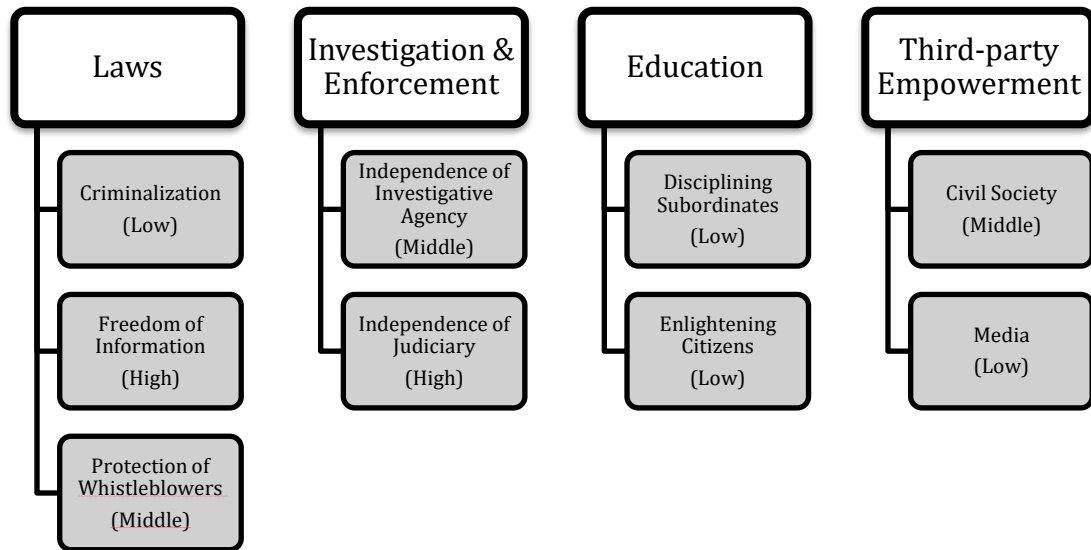 Laws
Criminalization
(Low)
Freedom of
Information
(High)
Protection of
Whistleblowers
(Middle)
Investigation &
Enforcement
Independence of
Investigative
Agency
(Middle)
Independence of
Judiciary
(High)
Education
Disciplining
Subordinates
(Low)
Enlightening
Citizens
(Low)
Third-party
Empowerment
Civil Society
(Middle)
Media
(Low)